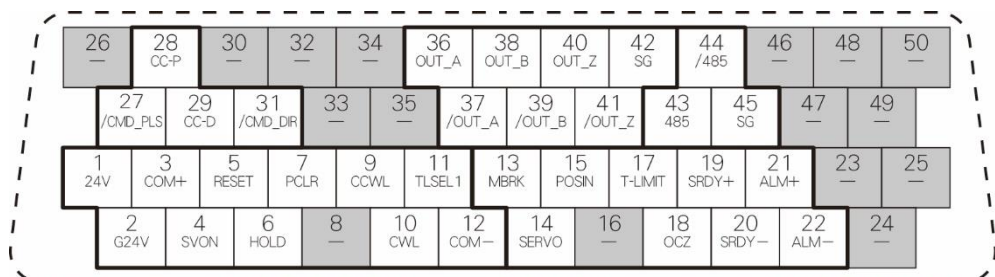 26 28 30 32 34 36 38 40 42 44 46 48 50
— CC-P — — — OUT_A OUT_B OUT_Z SG /485 — — —
27 29 31 33 35 37 39 41 43 45 47 49
/CMD_PLS CC-D /CMD_DIR — — /OUT_A /OUT_B /OUT_Z 485 SG — —
1 3 5 7 9 11 13 15 17 19 21 23 25
24V COM+ RESET PCLR CCWL TLSEL1 MBRK POSIN T-LIMIT SRDY+ ALM+ — —
2 4 6 8 10 12 14 16 18 20 22 24
G24V SVON HOLD — CWL COM− SERVO — OCZ SRDY− ALM− —